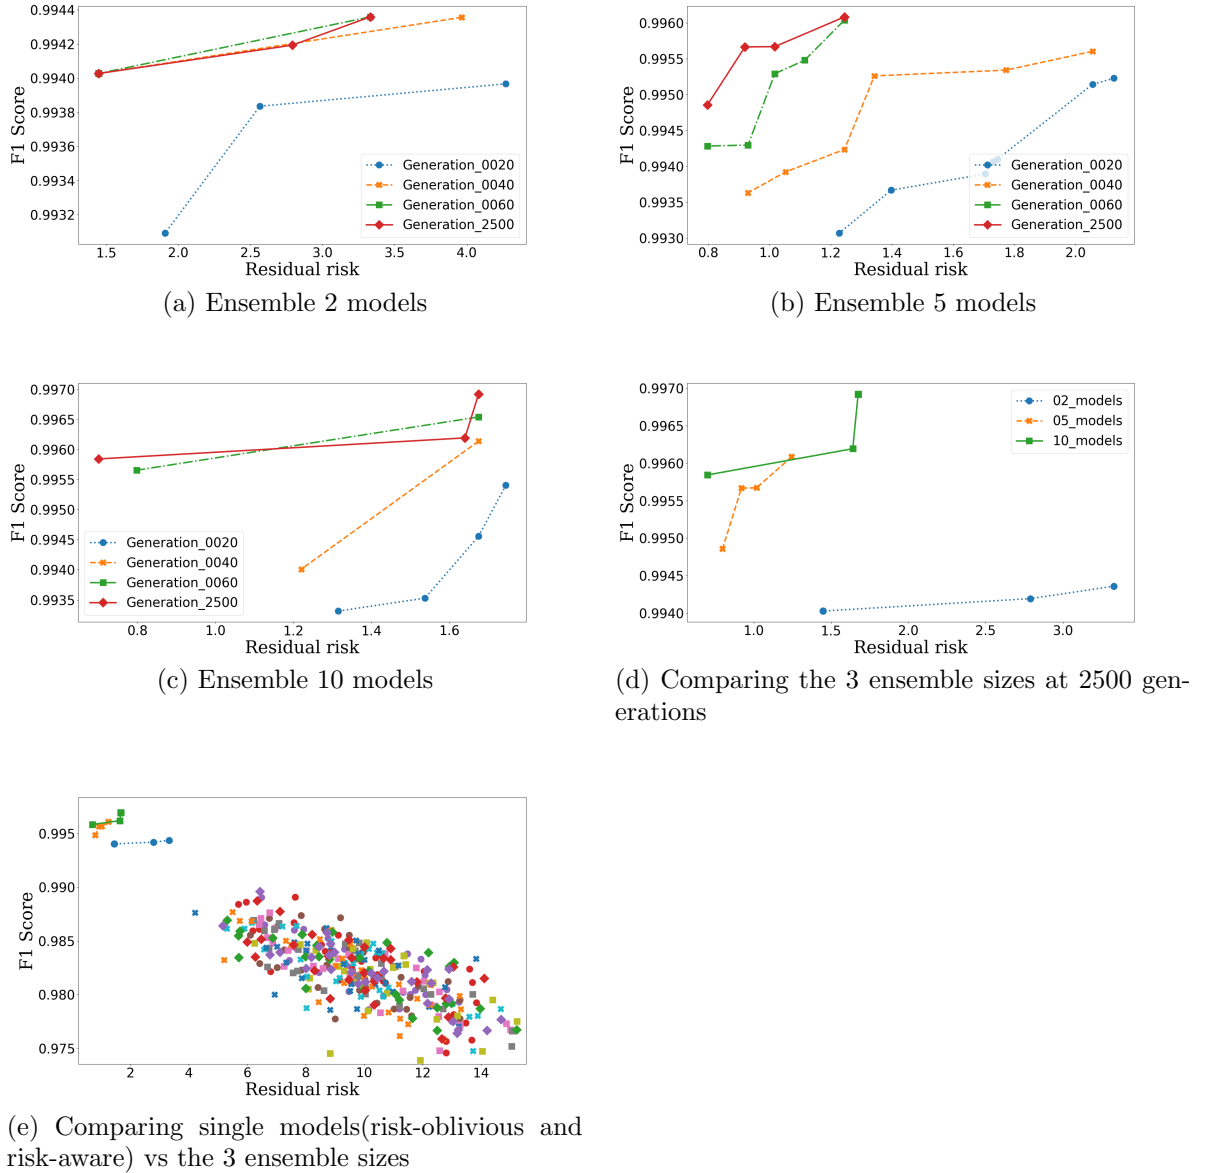 0.9944
0.9942
0.9940
0.9938
0.9936
0.9934
0.9932
F1 Score
Generation_0020
Generation_0040
Generation_0060
Generation_2500
1.5 2.0 2.5 3.0 3.5 4.0
Residual risk
(a) Ensemble 2 models
0.9960
0.9955
0.9950
0.9945
0.9940
0.9935
0.9930
F1 Score
Generation_0020
Generation_0040
Generation_0060
Generation_2500
0.8 1.0 1.2 1.4 1.6 1.8 2.0
Residual risk
(b) Ensemble 5 models
0.9970
0.9965
0.9960
0.9955
0.9950
0.9945
0.9940
0.9935
F1 Score
Generation_0020
Generation_0040
Generation_0060
Generation_2500
0.8 1.0 1.2 1.4 1.6
Residual risk
(c) Ensemble 10 models
0.9970
0.9965
0.9960
0.9955
0.9950
0.9945
0.9940
F1 Score
02_models
05_models
10_models
1.0 1.5 2.0 2.5 3.0
Residual risk
(d) Comparing the 3 ensemble sizes at 2500 gen-
erations
0.995
0.990
0.985
0.980
0.975
F1 Score
2 4 6 8 10 12 14
Residual risk
(e) Comparing single models(risk-oblivious and
risk-aware) vs the 3 ensemble sizes